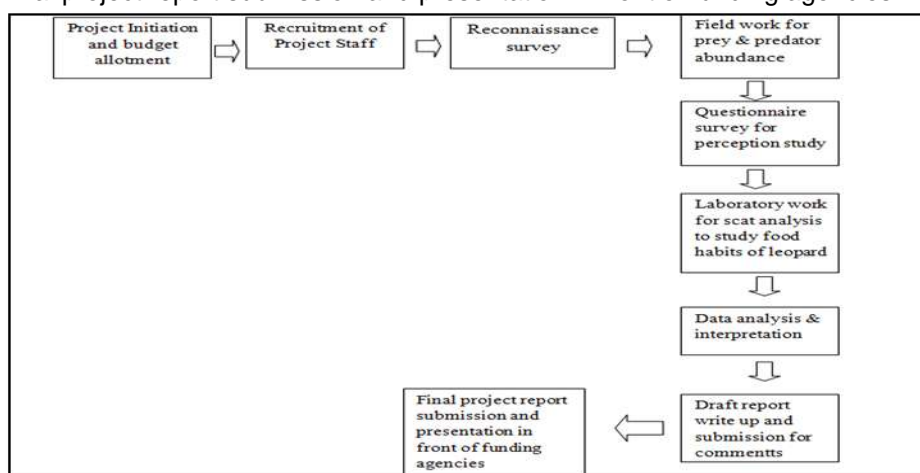 Project Initiation
and budget
allotment
Recruitment of
Project Staff
Reconnaissance
survey
Field work for
prey & predator
abundance
Questionnaire
survey for
perception study
Laboratory work
for scat analysis
to study food
habits of leopard
Data analysis &
interpretation
Draft report
write up and
submission for
commentts
Final project report
submission and
presentation in
front of funding
agencies